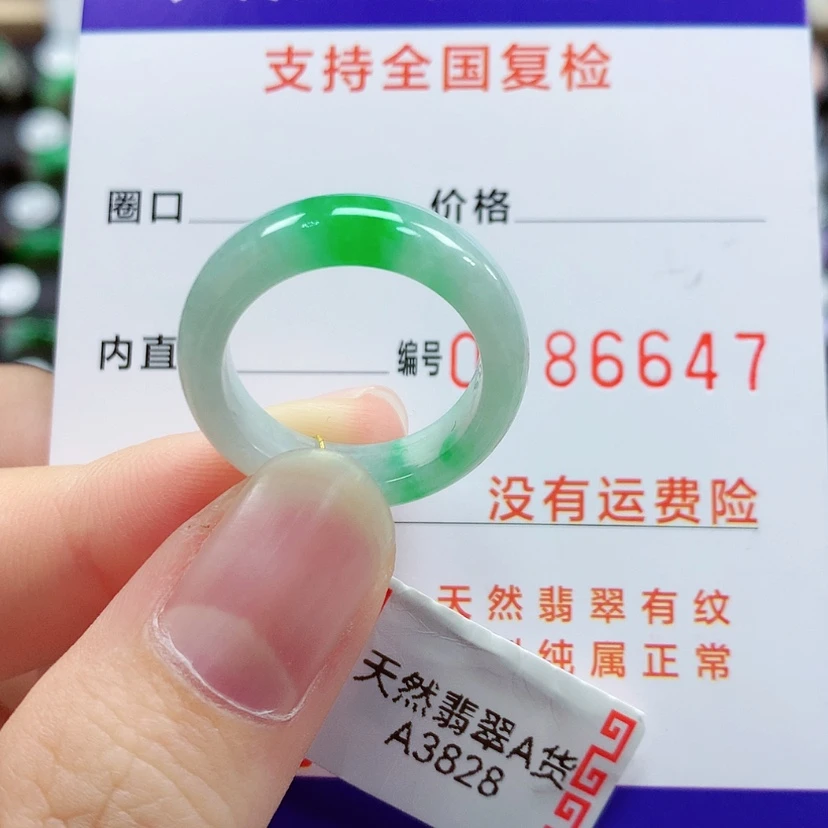 支持全国复检
圈口 价格
内直 编号 0 86647
没有运费险
天然翡翠有纹
纯属正常
天然翡翠A货
A3828